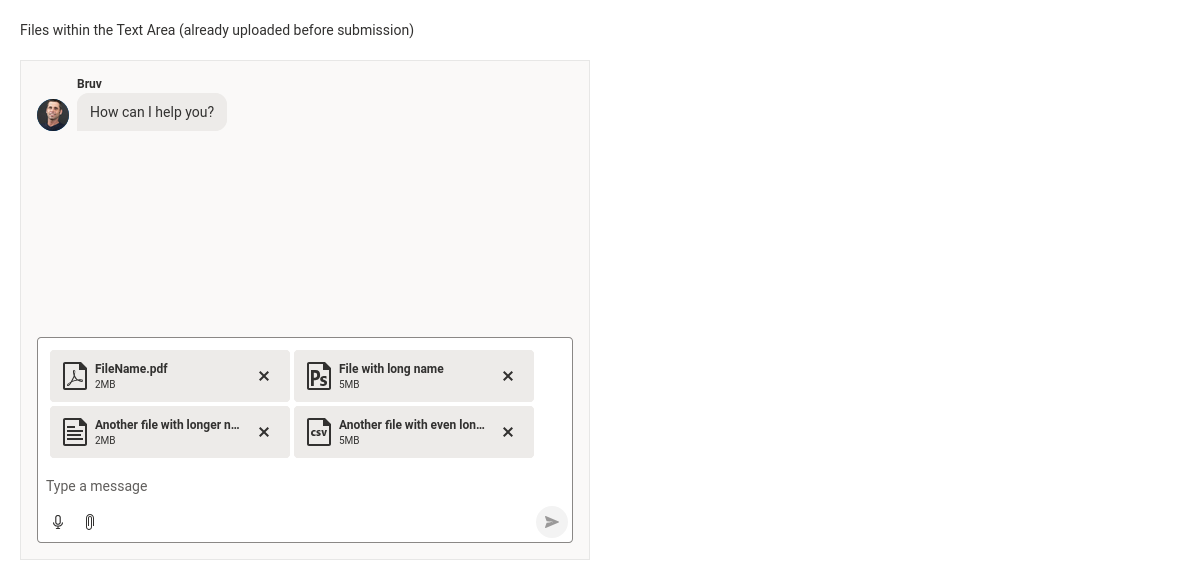 Files within the Text Area (already uploaded before submission)
Bruv
How can I help you?
FileName.pdf
2MB
Ps
File with long name
5MB
Another file with longer n...
2MB
csv
Another file with even lon...
5MB
Type a message